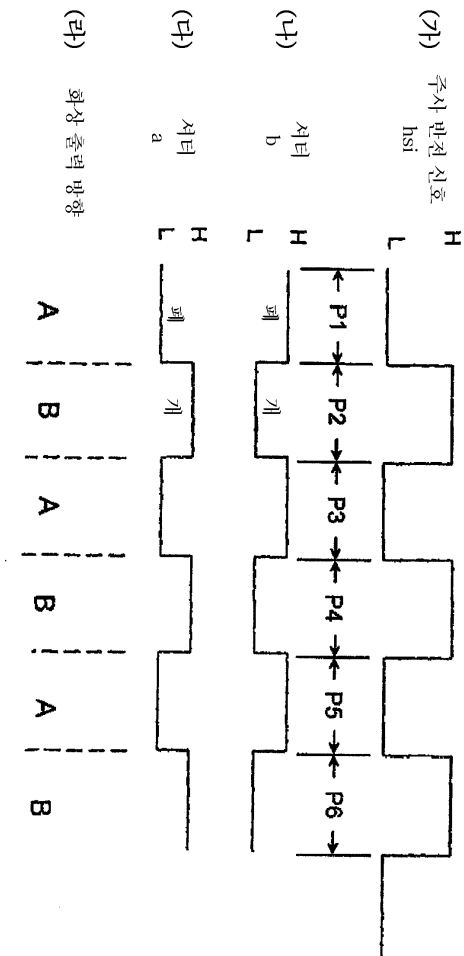 (가) 주사 반전 신호
hsi
H
L
P1 P2 P3 P4 P5 P6
(나) 셔터
b
H
L
폐 개
(다) 셔터
a
H
L
폐 개
(라) 화상 출력 방향
A B A B A B